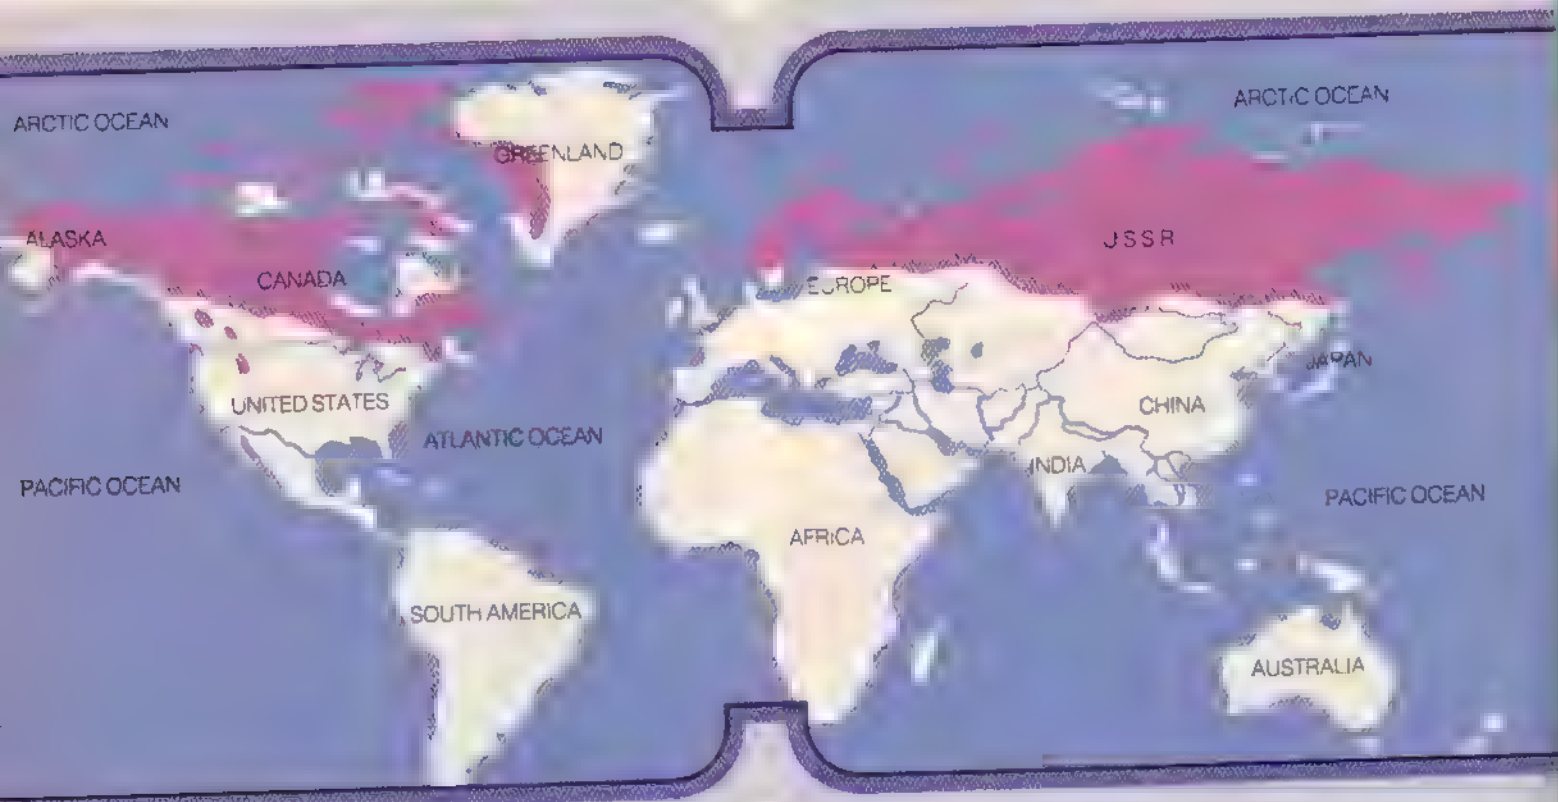 ARCTIC OCEAN
ARCTIC OCEAN
GREENLAND
ALASKA
CANADA
USSR
EUROPE
JAPAN
UNITED STATES
CHINA
ATLANTIC OCEAN
INDIA
PACIFIC OCEAN
PACIFIC OCEAN
AFRICA
SOUTH AMERICA
AUSTRALIA